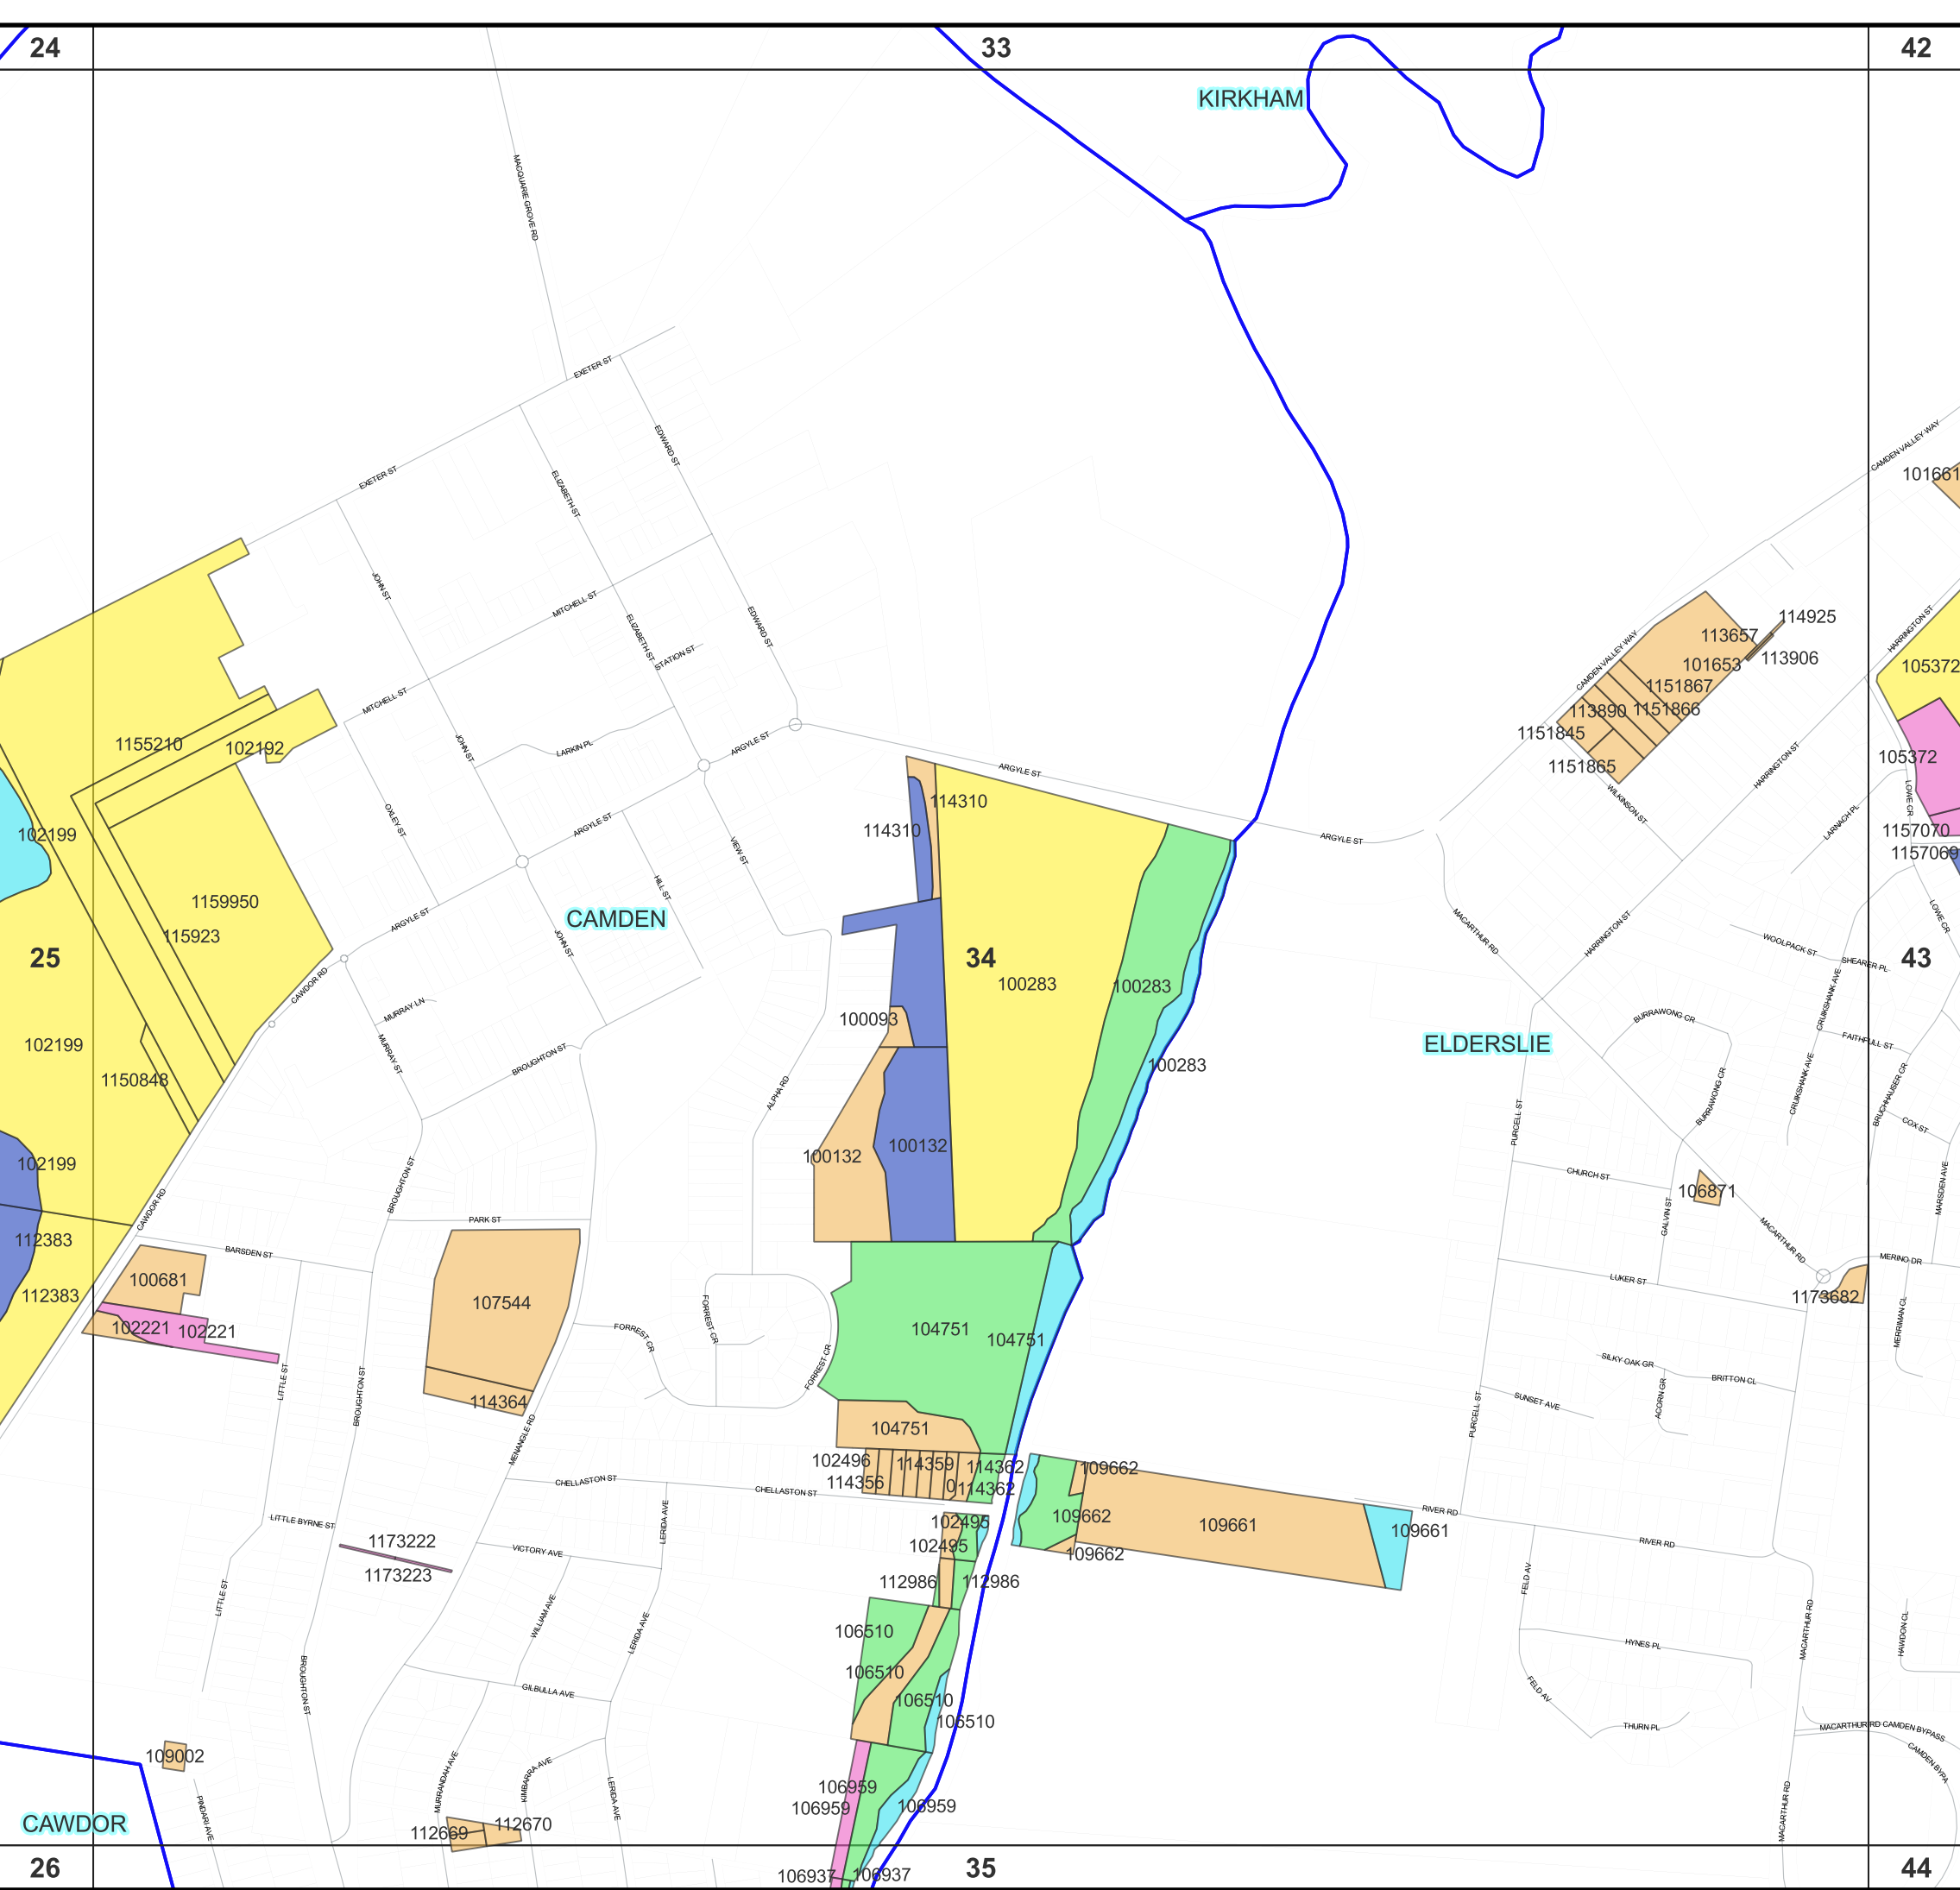 24
33
42
KIRKHAM
MACQUARIE GROVE RD
EXETER ST
EDWARD ST
CAMDEN VALLEY WAY
EXETER ST
101661
ELIZABETH ST
JOHN ST
MITCHELL ST
EDWARD ST
ELIZABETH ST
STATION ST
114925
113657
HARRINGTON ST
CAMDEN VALLEY WAY
101653
113906
105372
1151867
MITCHELL ST
113890
1151866
1155210
102192
JOHN ST
LARKIN PL
ARGYLE ST
1151845
105372
1151865
ARGYLE ST
HARRINGTON ST
114310
LOWE CR
WILKINSON ST
OXLEY ST
ARGYLE ST
102199
114310
ARGYLE ST
LARNACH PL
1157070
VIEW ST
1157069
1159950
HILL ST
ARGYLE ST
CAMDEN
LOWE CR
115923
JOHN ST
MACARTHUR RD
HARRINGTON ST
WOOLPACK ST
25
34
43
SHEARER PL
CAWDOR RD
100283
100283
CRUIKSHANK AVE
MURRAY LN
100093
BURRAWONG CR
102199
ELDERSLIE
FAITHFULL ST
MURRAY ST
BROUGHTON ST
100283
1150848
ALPHA RD
CRUIKSHANK AVE
BURRAWONG CR
BRUCHHAUSER CR
PURCELL ST
COX ST
100132
100132
102199
BROUGHTON ST
CHURCH ST
MARSDEN AVE
106871
CAWDOR RD
PARK ST
GALVIN ST
112383
MACARTHUR RD
BARSDEN ST
MERINO DR
100681
LUKER ST
112383
107544
1173682
102221
102221
FORREST CR
FORREST CR
104751
104751
MERRIMAN CL
SILKY OAK GR
FORREST CR
LITTLE ST
BROUGHTON ST
BRITTON CL
114364
ACORN GR
SUNSET AVE
PURCELL ST
MENANGLE RD
104751
102496
114359
114362
109662
CHELLASTON ST
114356
0
114362
CHELLASTON ST
RIVER RD
LITTLE BYRNE ST
LERIDA AVE
102495
109662
109661
109661
1173222
102495
RIVER RD
VICTORY AVE
109662
1173223
112986
112986
FELD AV
LITTLE ST
WILLIAM AVE
LERIDA AVE
106510
MACARTHUR RD
HAWDON CL
HYNES PL
106510
BROUGHTON ST
GILBULLA AVE
106510
FELD AV
106510
THURN PL
MACARTHUR RD CAMDEN BYPASS
109002
CAMDEN BYPA
MURRANDAH AVE
KIMBARRA AVE
106959
LERIDA AVE
106959
106959
PINDARI AVE
MACARTHUR RD
CAWDOR
112669
112670
26
106937
106937
35
44